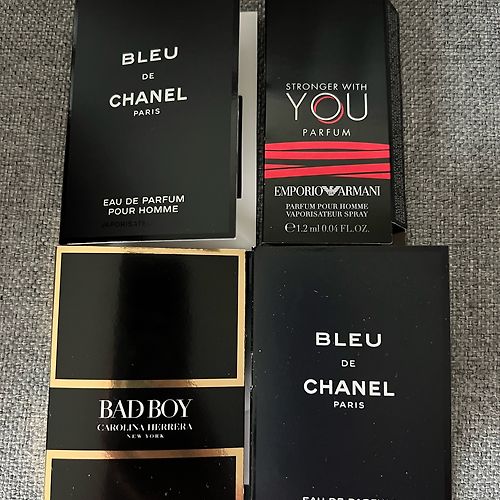 BLEU
DE
CHANEL
PARIS
EAU DE PARFUM
POUR HOMME
STRONGER WITH
YOU
PARFUM
EMPORIO ARMANI
PARFUM POUR HOMME
VAPORISATEUR SPRAY
℮1.2 ml 0.04 FL.OZ.
BAD BOY
CAROLINA HERRERA
NEW YORK
BLEU
DE
CHANEL
PARIS